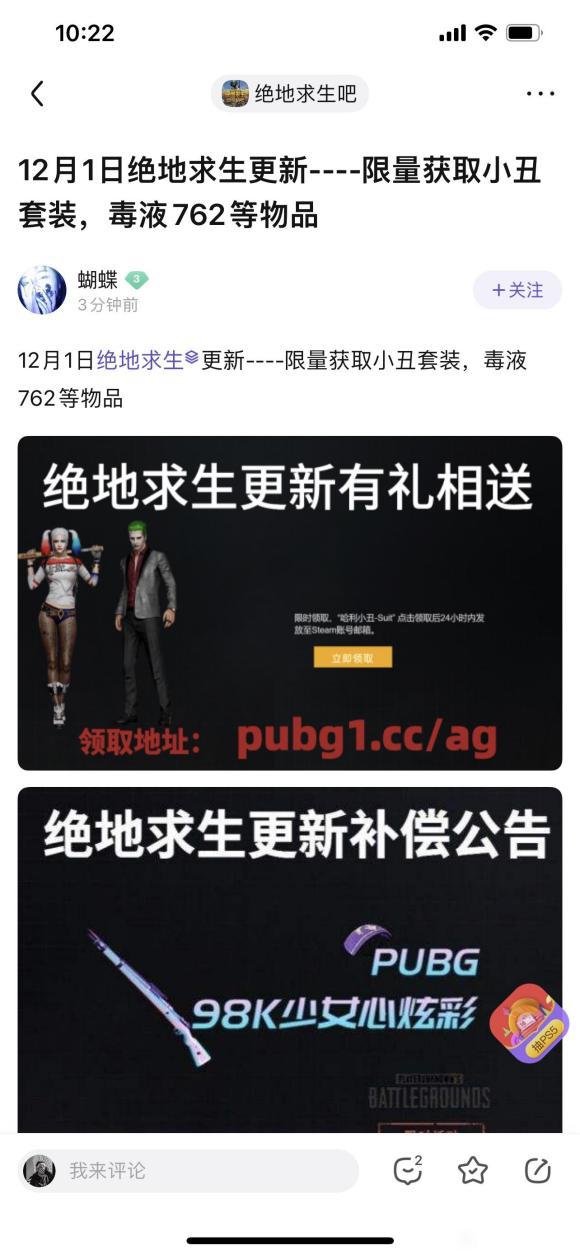 10:22
绝地求生吧
12月1日绝地求生更新----限量获取小丑
套装，毒液762等物品
蝴蝶 3
3分钟前
+关注
12月1日绝地求生更新----限量获取小丑套装，毒液
762等物品
绝地求生更新有礼相送
限时领取，"哈利小丑-Suit" 点击领取后24小时内发
放至Steam账号邮箱。
立即领取
领取地址： pubg1.cc/ag
绝地求生更新补偿公告
PUBG
98K少女心炫彩
抽PS5
BATTLEGROUNDS
我来评论
2